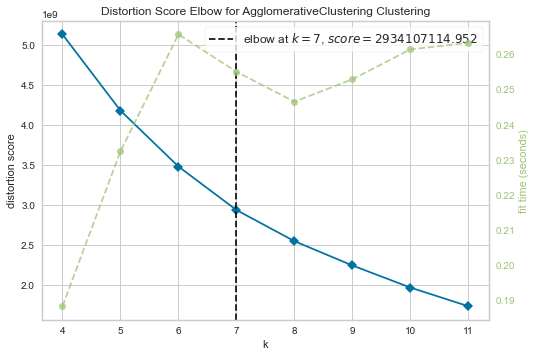 Distortion Score Elbow for AgglomerativeClustering Clustering
1e9
elbow at k = 7, score = 2934107114.952
5.0
4.5
4.0
3.5
3.0
2.5
2.0
distortion score
0.26
0.25
0.24
0.23
0.22
0.21
0.20
0.19
fit time (seconds)
4 5 6 7 8 9 10 11
k